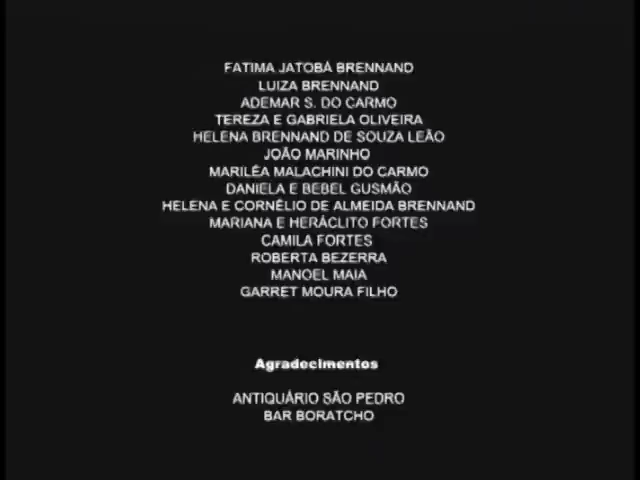 FATIMA JATOBÁ BRENNAND
LUIZA BRENNAND
ADEMAR S. DO CARMO
TEREZA E GABRIELA OLIVEIRA
HELENA BRENNAND DE SOUZA LEÃO
JOÃO MARINHO
MARILÉA MALACHINI DO CARMO
DANIELA E BEBEL GUSMÃO
HELENA E CORNÉLIO DE ALMEIDA BRENNAND
MARIANA E HERÁCLITO FORTES
CAMILA FORTES
ROBERTA BEZERRA
MANOEL MAIA
GARRET MOURA FILHO
Agradecimentos
ANTIQUÁRIO SÃO PEDRO
BAR BORATCHO